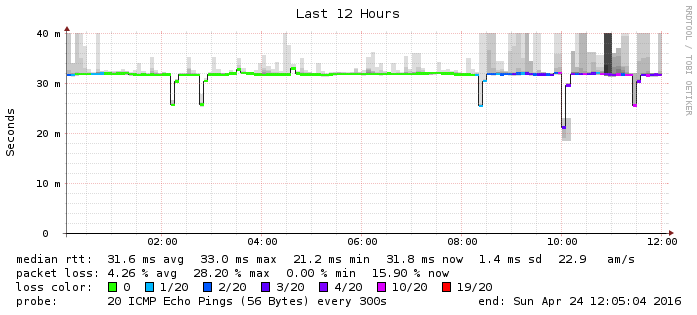 Last 12 Hours
RRDTOOL / TOBI OETIKER
Seconds
40 m
30 m
20 m
10 m
0
02:00 04:00 06:00 08:00 10:00 12:00
median rtt: 31.6 ms avg 33.0 ms max 21.2 ms min 31.8 ms now 1.4 ms sd 22.9 am/s
packet loss: 4.26 % avg 28.20 % max 0.00 % min 15.90 % now
loss color: 0 1/20 2/20 3/20 4/20 10/20 19/20
probe: 20 ICMP Echo Pings (56 Bytes) every 300s end: Sun Apr 24 12:05:04 2016